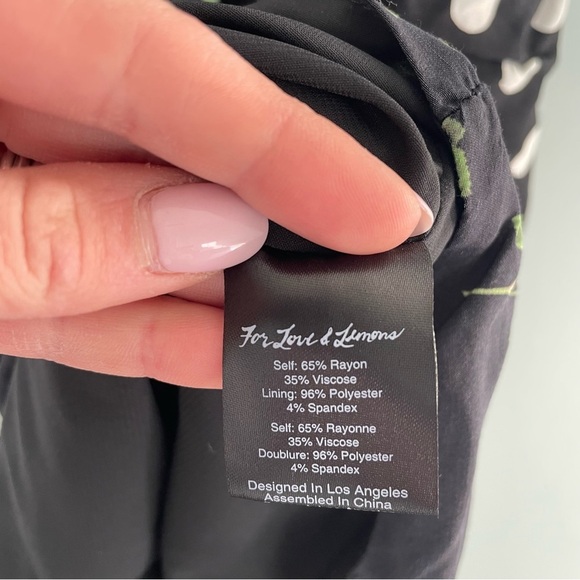 For Love & Lemons
Self: 65% Rayon
35% Viscose
Lining: 96% Polyester
4% Spandex
Self: 65% Rayonne
35% Viscose
Doublure: 96% Polyester
4% Spandex
Designed In Los Angeles
Assembled In China